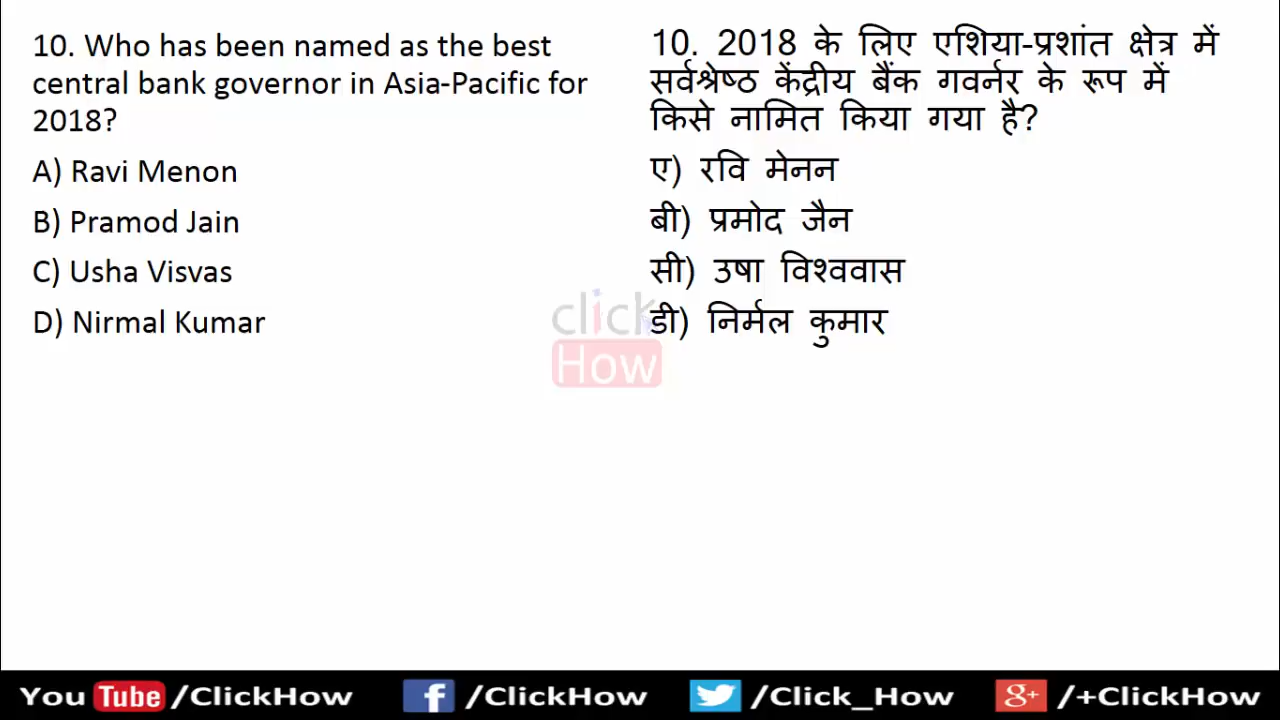 10. Who has been named as the best
central bank governor in Asia-Pacific for
2018?
A) Ravi Menon
B) Pramod Jain
C) Usha Visvas
D) Nirmal Kumar
10. 2018 के लिए एशिया-प्रशांत क्षेत्र में
सर्वश्रेष्ठ केंद्रीय बैंक गवर्नर के रूप में
किसे नामित किया गया है?
ए) रवि मेनन
बी) प्रमोद जैन
सी) उषा विश्ववास
डी) निर्मल कुमार
click
How
You Tube /ClickHow f /ClickHow /Click_How g+ /+ClickHow